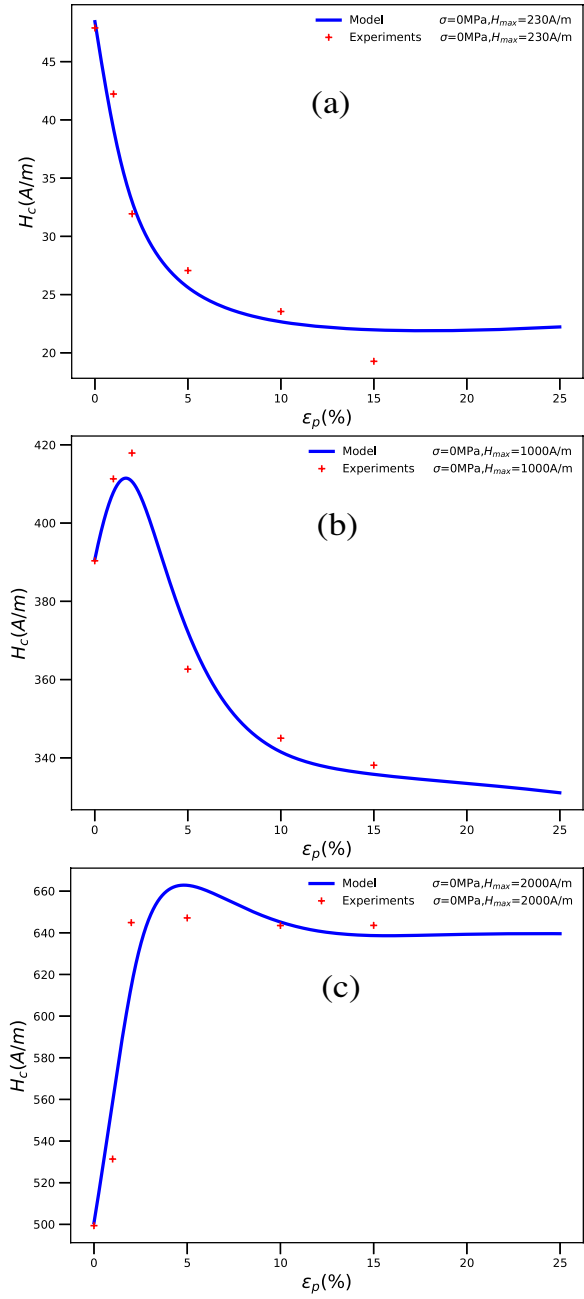 Model σ=0MPa,H_max=230A/m
Experiments σ=0MPa,H_max=230A/m
(a)
H_c(A/m)
45
40
35
30
25
20
0 5 10 15 20 25
ε_p(%)
Model σ=0MPa,H_max=1000A/m
Experiments σ=0MPa,H_max=1000A/m
(b)
H_c(A/m)
420
400
380
360
340
0 5 10 15 20 25
ε_p(%)
Model σ=0MPa,H_max=2000A/m
Experiments σ=0MPa,H_max=2000A/m
(c)
H_c(A/m)
660
640
620
600
580
560
540
520
500
0 5 10 15 20 25
ε_p(%)